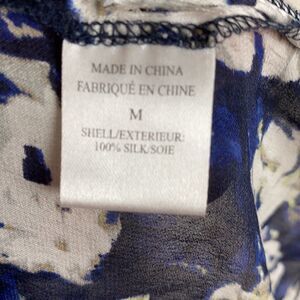 MADE IN CHINA
FABRIQUÉ EN CHINE
M
SHELL/EXTERIEUR:
100% SILK/SOIE